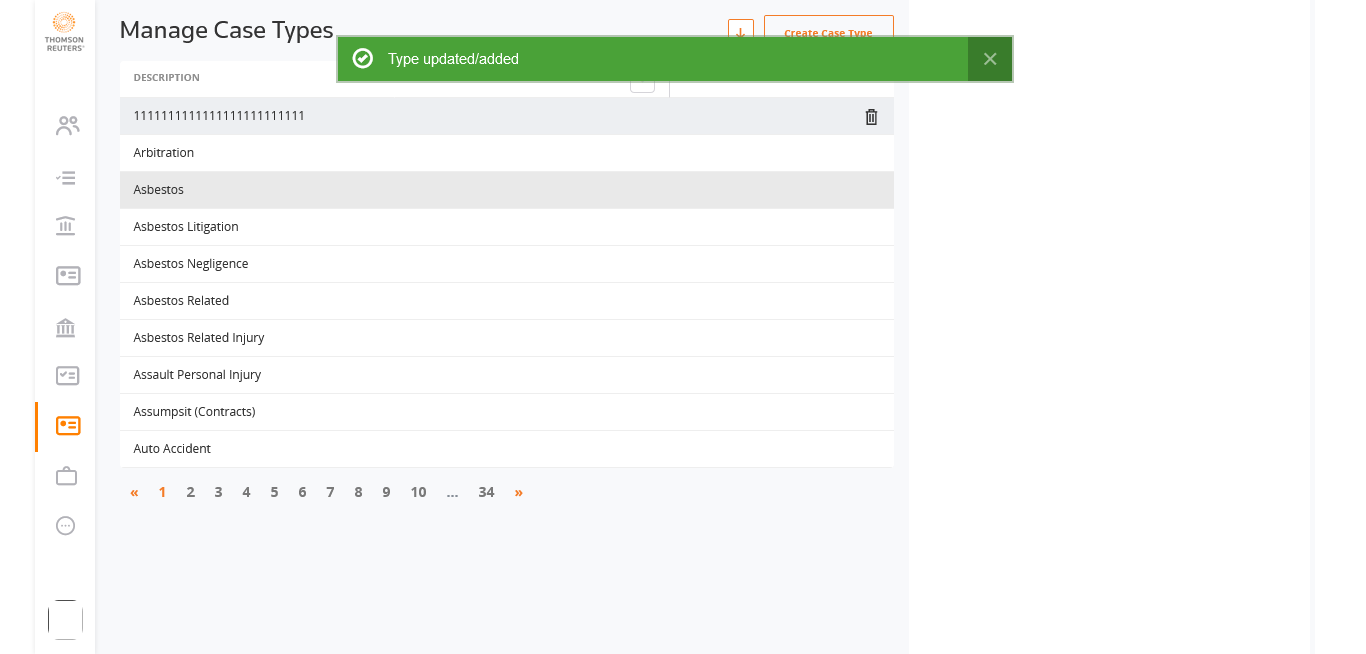 THOMSON
REUTERS
Manage Case Types
Create Case Type
Type updated/added
DESCRIPTION
Arbitration
Asbestos
Asbestos Litigation
Asbestos Negligence
Asbestos Related
Asbestos Related Injury
Assault Personal Injury
Assumpsit (Contracts)
Auto Accident
« 1 2 3 4 5 6 7 8 9 10 ... 34 »